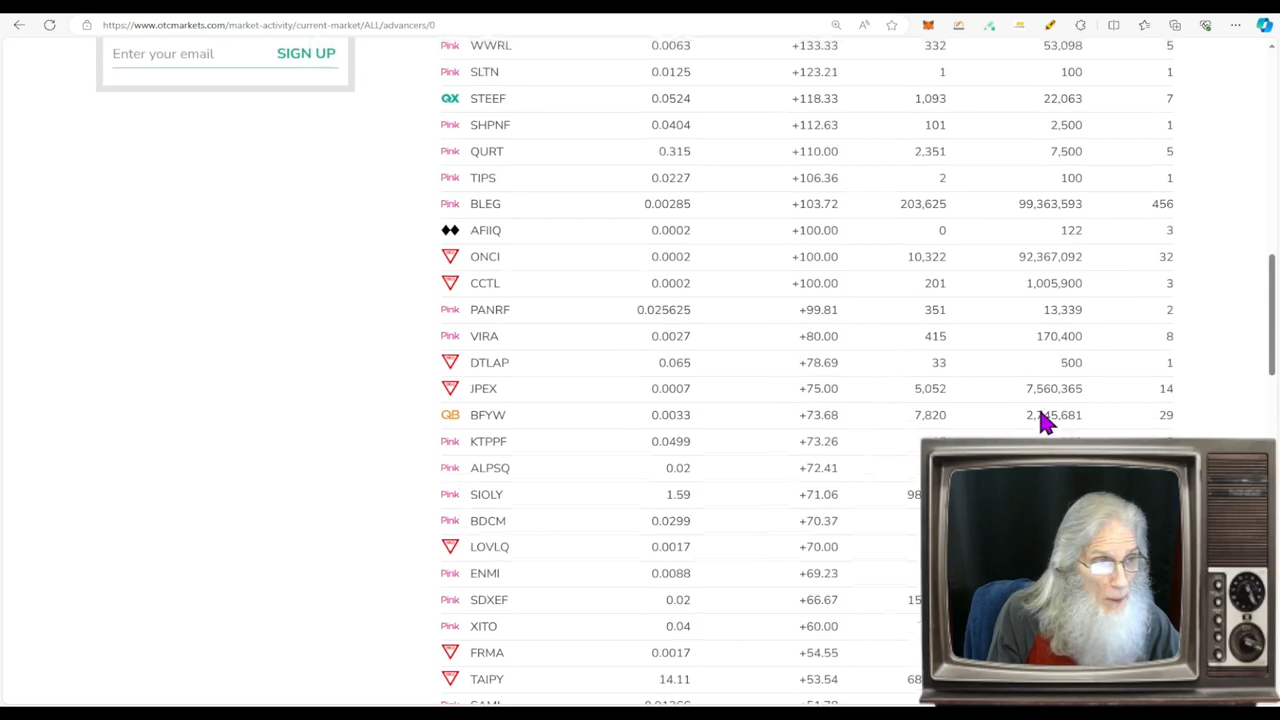 https://www.otcmarkets.com/market-activity/current-market/ALL/advancers/0
Enter your email SIGN UP
Pink WWRL 0.0063 +133.33 332 53,098 5
Pink SLTN 0.0125 +123.21 1 100 1
QX STEEF 0.0524 +118.33 1,093 22,063 7
Pink SHPNF 0.0404 +112.63 101 2,500 1
Pink QURT 0.315 +110.00 2,351 7,500 5
Pink TIPS 0.0227 +106.36 2 100 1
Pink BLEG 0.00285 +103.72 203,625 99,363,593 456
AFIIQ 0.0002 +100.00 0 122 3
ONCI 0.0002 +100.00 10,322 92,367,092 32
CCTL 0.0002 +100.00 201 1,005,900 3
Pink PANRF 0.025625 +99.81 351 13,339 2
Pink VIRA 0.0027 +80.00 415 170,400 8
DTLAP 0.065 +78.69 33 500 1
JPEX 0.0007 +75.00 5,052 7,560,365 14
QB BFYW 0.0033 +73.68 7,820 29
Pink KTPPF 0.0499 +73.26
Pink ALPSQ 0.02 +72.41
Pink SIOLY 1.59 +71.06 98
Pink BDCM 0.0299 +70.37
LOVLQ 0.0017 +70.00
Pink ENMI 0.0088 +69.23
Pink SDXEF 0.02 +66.67 15
Pink XITO 0.04 +60.00
FRMA 0.0017 +54.55
TAIPY 14.11 +53.54 68